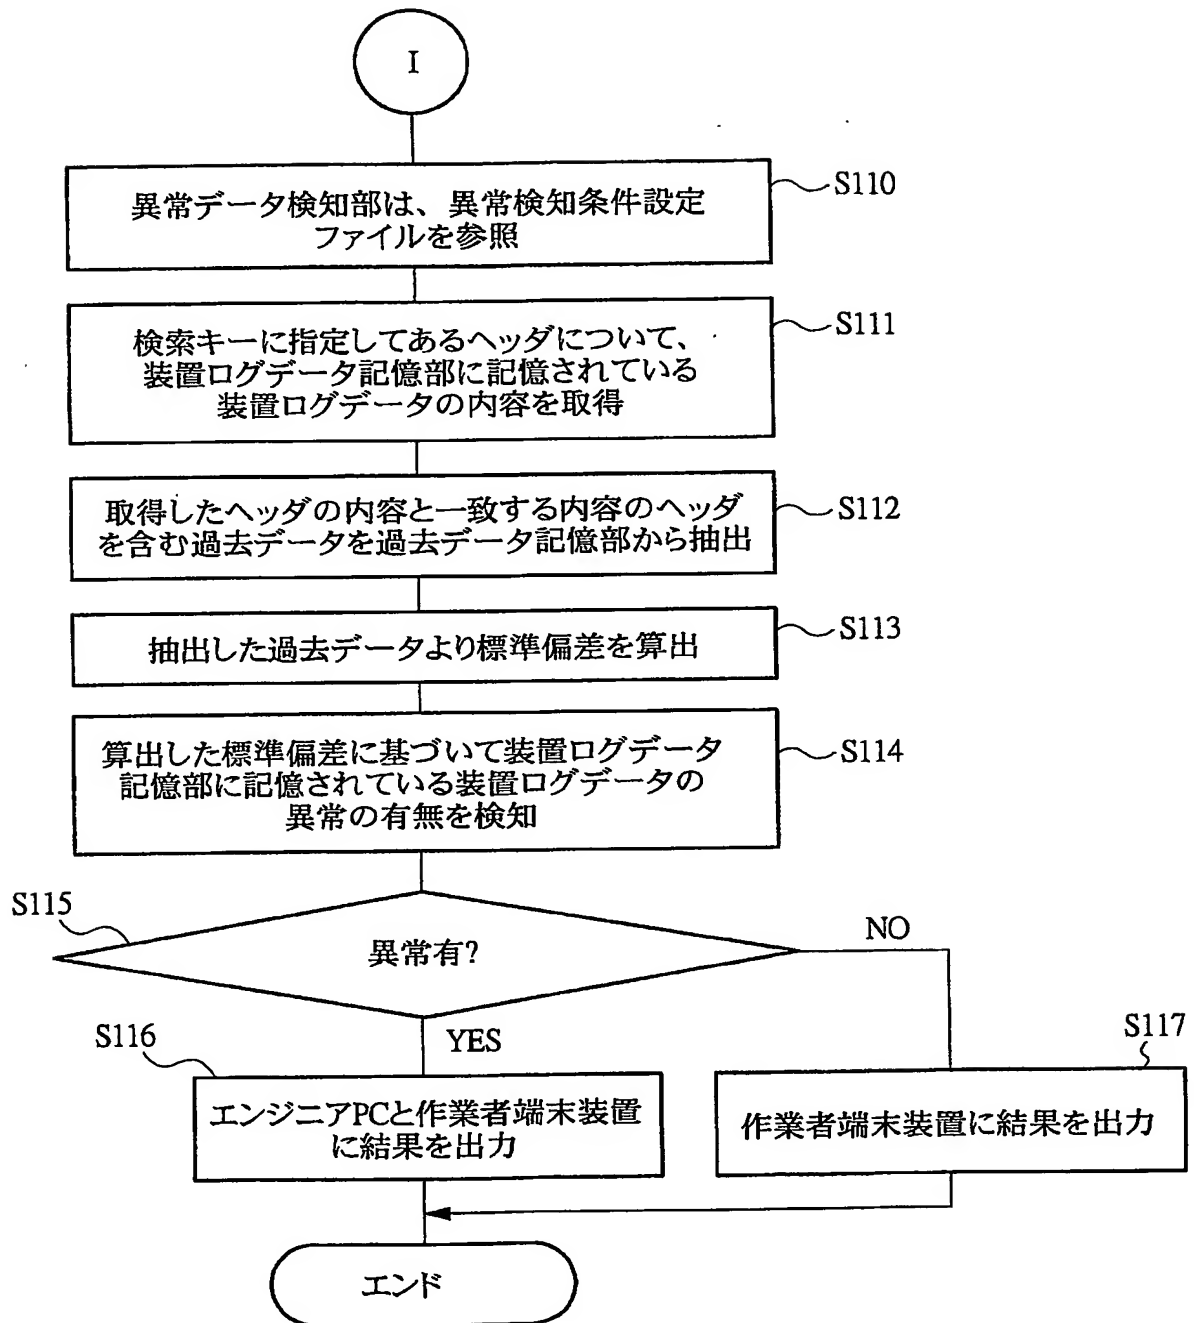 I
異常データ検知部は、異常検知条件設定
ファイルを参照
S110
検索キーに指定してあるヘッダについて、
装置ログデータ記憶部に記憶されている
装置ログデータの内容を取得
S111
取得したヘッダの内容と一致する内容のヘッダ
を含む過去データを過去データ記憶部から抽出
S112
抽出した過去データより標準偏差を算出
S113
算出した標準偏差に基づいて装置ログデータ
記憶部に記憶されている装置ログデータの
異常の有無を検知
S114
S115
異常有?
NO
YES
S116
エンジニアPCと作業者端末装置
に結果を出力
S117
作業者端末装置に結果を出力
エンド